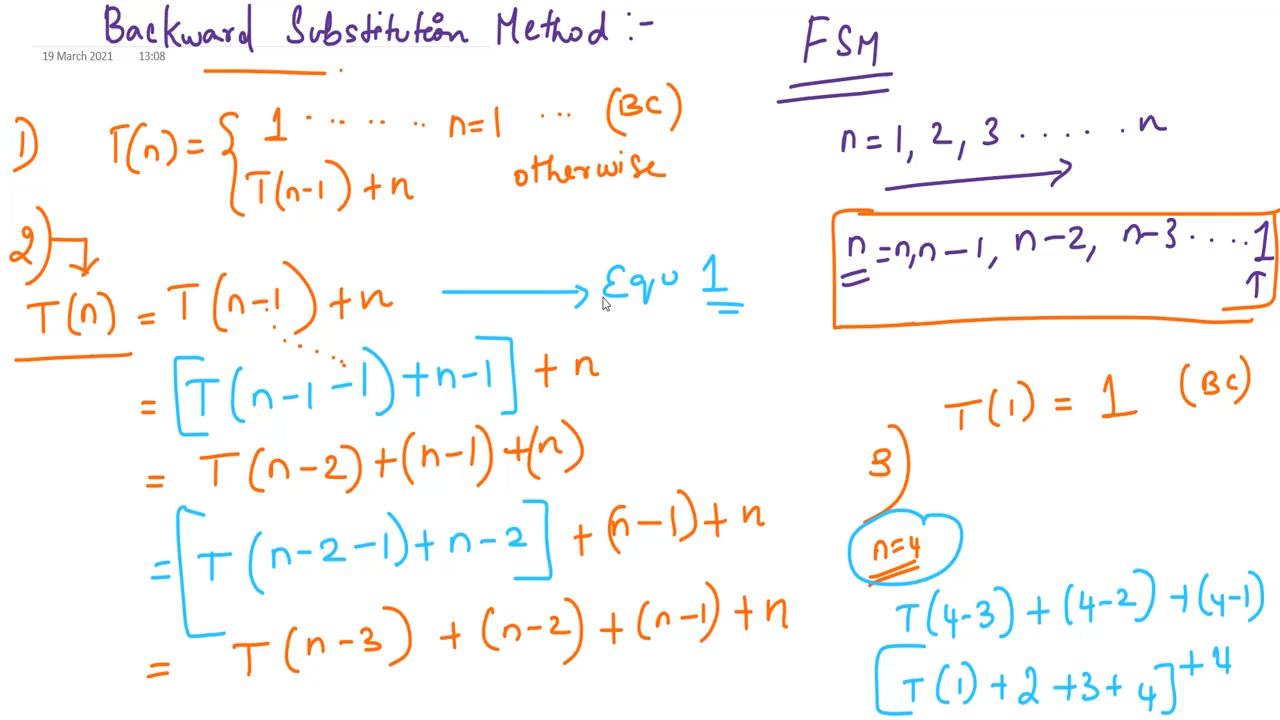 Backward Substitution Method :-
19 March 2021 13:08
1) T(n) = { 1 ........ n=1 ... (BC)
T(n-1) + n otherwise
2)
T(n) = T(n-1) + n → Equ 1
= [T(n-1-1) + n-1] + n
= T(n-2) + (n-1) + (n)
= [T(n-2-1) + n-2] + (n-1) + n
= T(n-3) + (n-2) + (n-1) + n
FSM
n = 1, 2, 3 ...... n
n = n, n-1, n-2, n-3 .... 1
↑
T(1) = 1 (BC)
3)
n=4
T(4-3) + (4-2) + (4-1)
+ 4
[T(1) + 2 + 3 + 4]